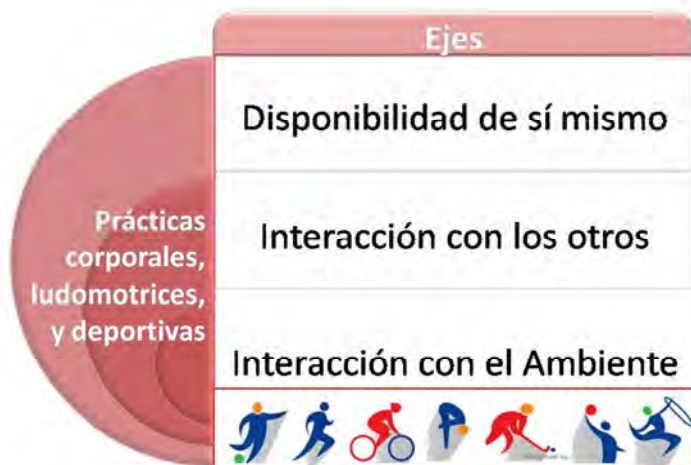 Ejes
Disponibilidad de sí mismo
Prácticas
corporales,
ludomotrices,
y deportivas
Interacción con los otros
Interacción con el Ambiente